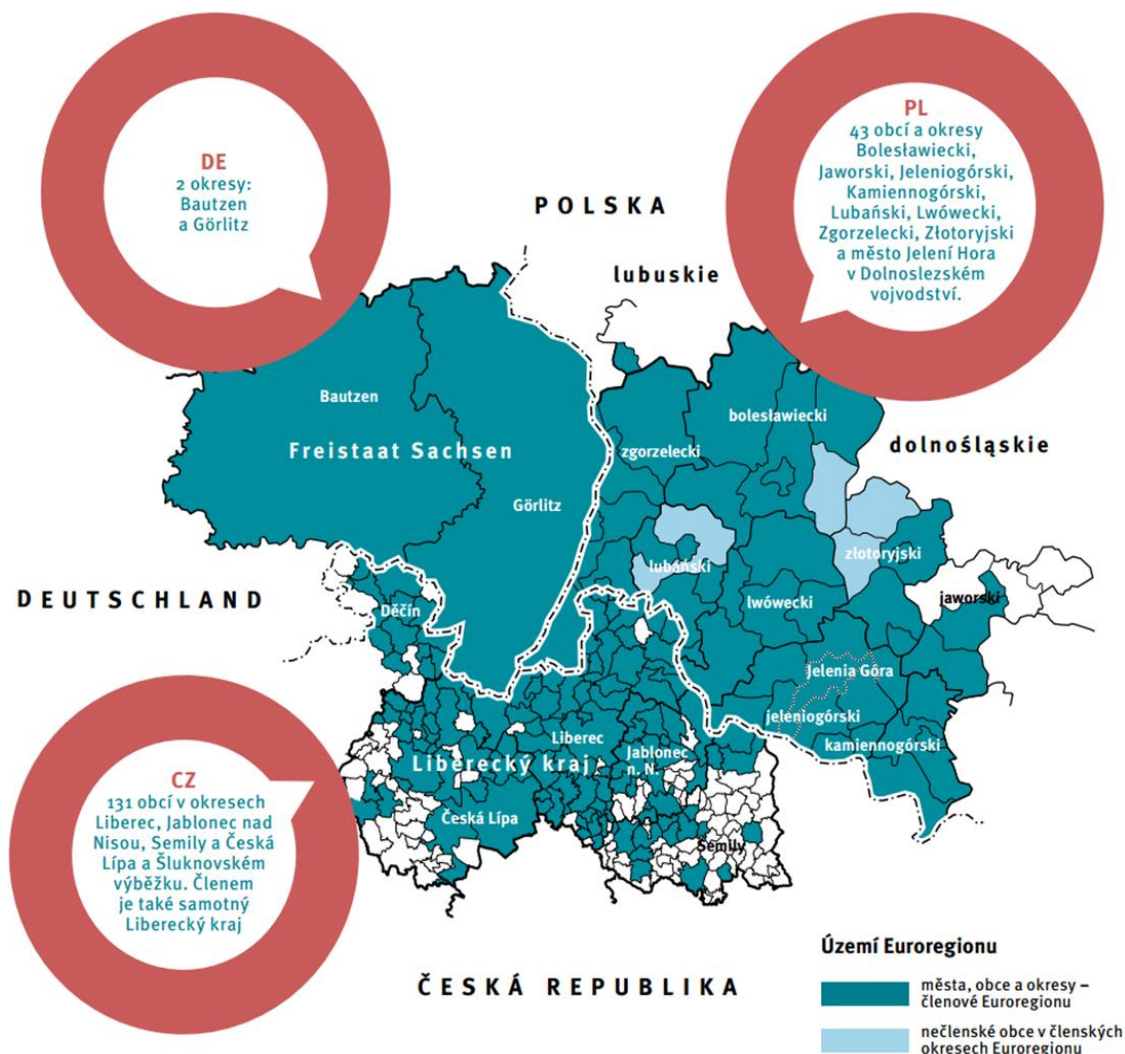 DE
2 okresy:
Bautzen
a Görlitz
PL
43 obcí a okresy
Bolesławiecki,
Jaworski, Jeleniogórski,
Kamiennogórski,
Lubański, Lwówecki,
Zgorzelecki, Złotoryjski
a město Jelení Hora
v Dolnoslezském
vojvodství.
POLSKA
lubuskie
Bautzen
bolesławiecki
Freistaat Sachsen
zgorzelecki
dolnośląskie
Görlitz
lubáński
złotoryjski
DEUTSCHLAND
Děčín
lwówecki
jaworski
Jelenia Góra
jeleniogórski
kamiennogórski
Liberec
Liberecký kraj
Jablonec
n. N.
Česká Lípa
Semily
CZ
131 obcí v okresech
Liberec, Jablonec nad
Nisou, Semily a Česká
Lípa a Šluknovském
výběžku. Členem
je také samotný
Liberecký kraj
ČESKÁ REPUBLIKA
Území Euroregionu
města, obce a okresy –
členové Euroregionu
nečlenské obce v členských
okresech Euroregionu